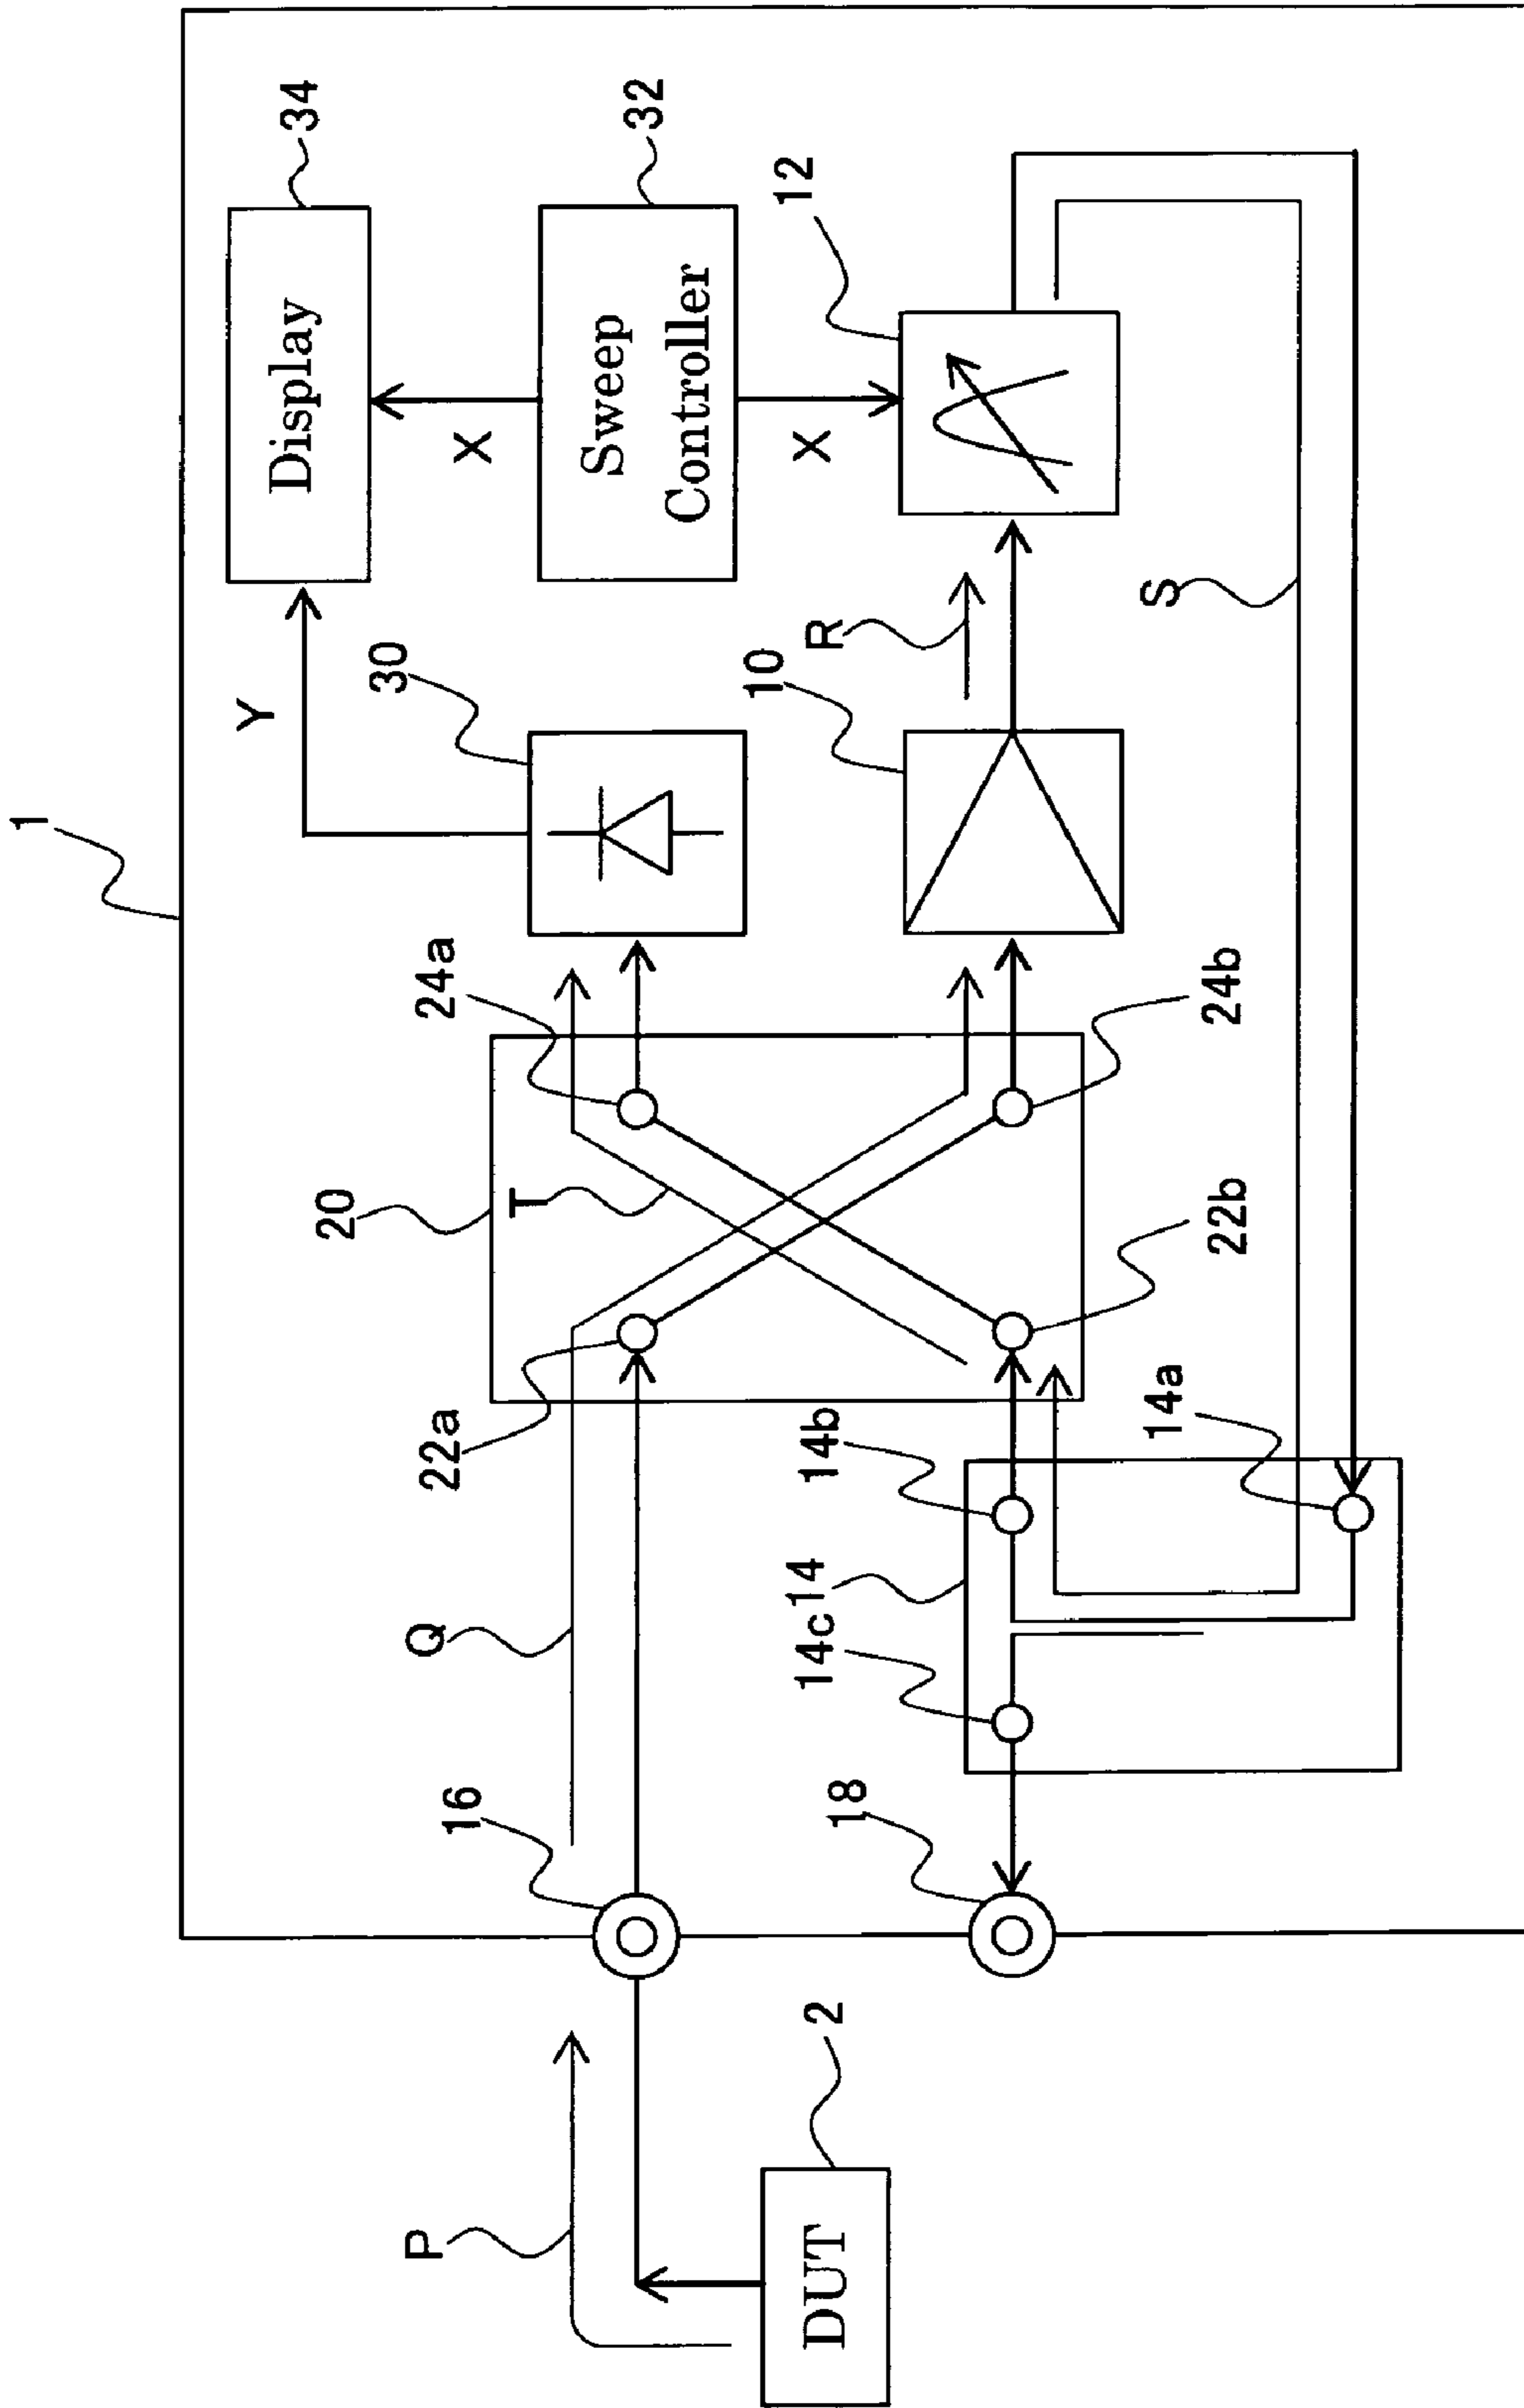 1
34
Display
Y
X
30
32
Sweep
Controller
X
12
24a
10
R
20
T
24b
S
22a
22b
Q
14b
14a
14
14c
16
18
P
2
DUT